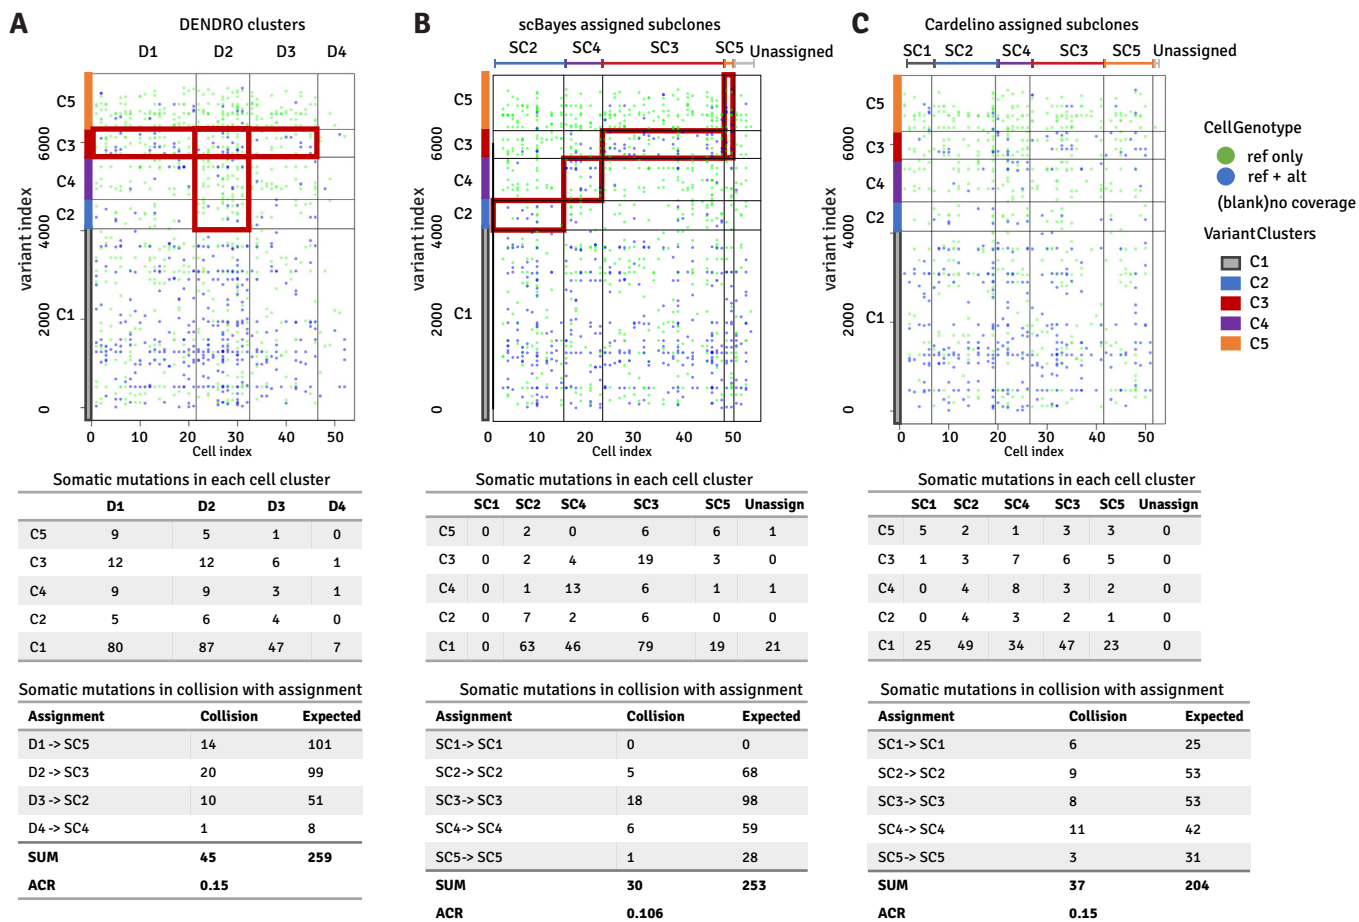 A
DENDRO clusters
D1 D2 D3 D4
C5
C3
C4
C2
C1
variant index
6000
4000
2000
0
0 10 20 30 40 50
Cell index
B
scBayes assigned subclones
SC2 SC4 SC3 SC5 Unassigned
C5
C3
C4
C2
C1
variant index
6000
4000
2000
0
0 10 20 30 40 50
Cell index
C
Cardelino assigned subclones
SC1 SC2 SC4 SC3 SC5 Unassigned
C5
C3
C4
C2
C1
variant index
6000
4000
2000
0
0 10 20 30 40 50
Cell index
CellGenotype
ref only
ref + alt
(blank)no coverage
VariantClusters
C1
C2
C3
C4
C5
Somatic mutations in each cell cluster
D1 D2 D3 D4
C5 9 5 1 0
C3 12 12 6 1
C4 9 9 3 1
C2 5 6 4 0
C1 80 87 47 7
Somatic mutations in collision with assignment
Assignment Collision Expected
D1 -> SC5 14 101
D2 -> SC3 20 99
D3 -> SC2 10 51
D4 -> SC4 1 8
SUM 45 259
ACR 0.15
Somatic mutations in each cell cluster
SC1 SC2 SC4 SC3 SC5 Unassign
C5 0 2 0 6 6 1
C3 0 2 4 19 3 0
C4 0 1 13 6 1 1
C2 0 7 2 6 0 0
C1 0 63 46 79 19 21
Somatic mutations in collision with assignment
Assignment Collision Expected
SC1-> SC1 0 0
SC2-> SC2 5 68
SC3-> SC3 18 98
SC4-> SC4 6 59
SC5-> SC5 1 28
SUM 30 253
ACR 0.106
Somatic mutations in each cell cluster
SC1 SC2 SC4 SC3 SC5 Unassign
C5 5 2 1 3 3 0
C3 1 3 7 6 5 0
C4 0 4 8 3 2 0
C2 0 4 3 2 1 0
C1 25 49 34 47 23 0
Somatic mutations in collision with assignment
Assignment Collision Expected
SC1-> SC1 6 25
SC2-> SC2 9 53
SC3-> SC3 8 53
SC4-> SC4 11 42
SC5-> SC5 3 31
SUM 37 204
ACR 0.15